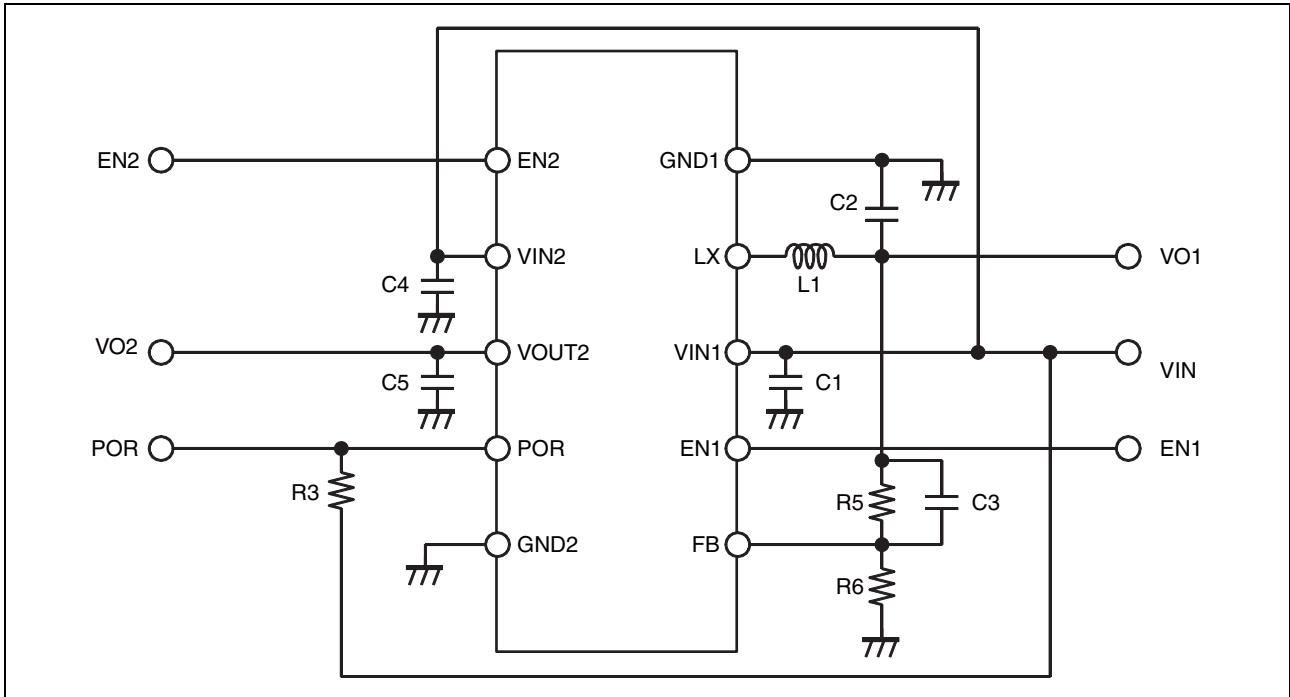 EN2
EN2
GND1
C2
VIN2
LX
L1
VO1
C4
VO2
VOUT2
VIN1
VIN
C5
C1
POR
POR
EN1
EN1
R3
R5
C3
GND2
FB
R6